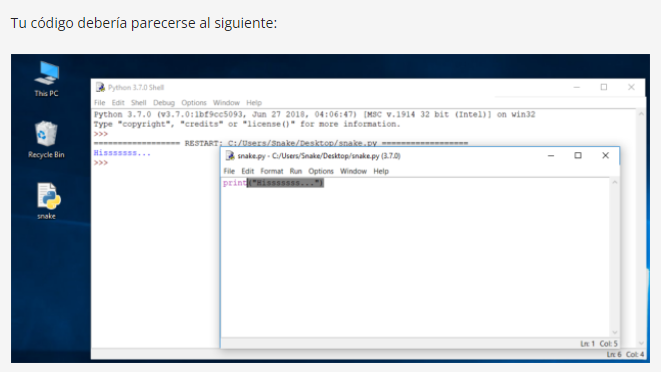 Tu código debería parecerse al siguiente:
This PC
Recycle Bin
snake
Python 3.7.0 Shell
File Edit Shell Debug Options Window Help
Python 3.7.0 (v3.7.0:1bf9cc5093, Jun 27 2018, 04:06:47) [MSC v.1914 32 bit (Intel)] on win32
Type "copyright", "credits" or "license()" for more information.
>>>
================== RESTART: C:/Users/Snake/Desktop/snake.py ==================
Hisssssss...
>>>
snake.py - C:/Users/Snake/Desktop/snake.py (3.7.0)
File Edit Format Run Options Window Help
print("Hisssssss...")
Ln: 1 Col: 5
Ln: 6 Col: 4